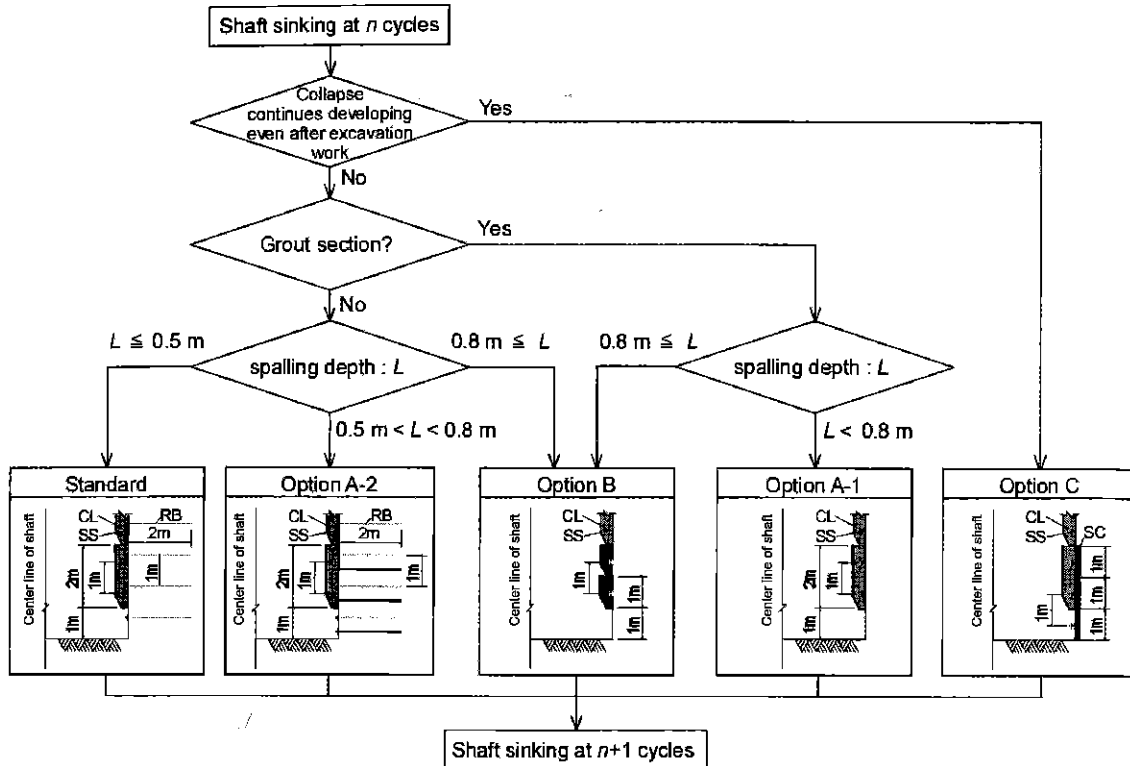 Shaft sinking at n cycles
Collapse
continues developing
even after excavation
work
Yes
No
Grout section?
Yes
No
L ≦ 0.5 m
spalling depth : L
0.8 m ≦ L
0.8 m ≦ L
spalling depth : L
0.5 m < L < 0.8 m
L < 0.8 m
Standard
Center line of shaft
CL
SS
RB
2m
2m
1m
1m
1m
Option A-2
Center line of shaft
CL
SS
RB
2m
2m
1m
1m
1m
Option B
Center line of shaft
CL
SS
1m
1m
1m
Option A-1
Center line of shaft
CL
SS
2m
1m
1m
Option C
Center line of shaft
CL
SS
SC
1m
1m
1m
1m
Shaft sinking at n+1 cycles